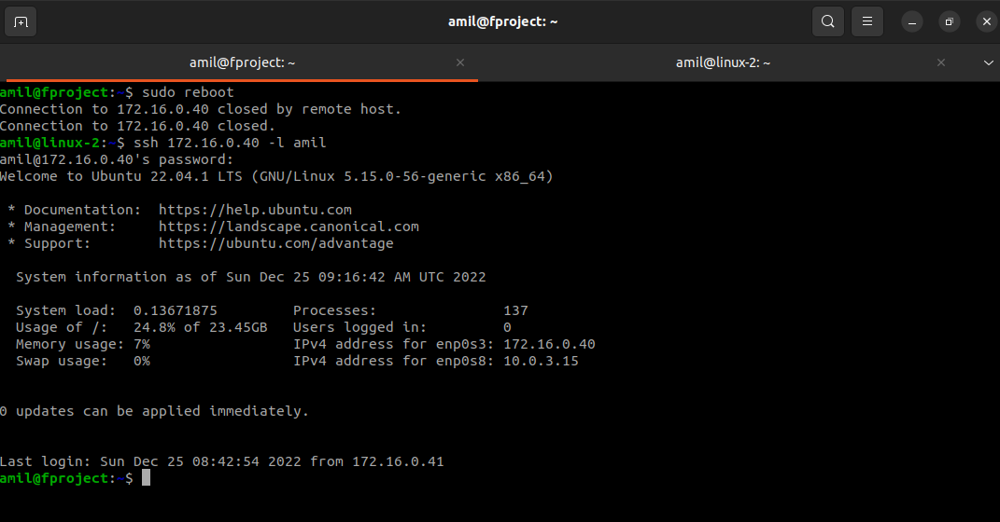 amil@fproject: ~
amil@fproject: ~
amil@linux-2: ~
amil@fproject:~$ sudo reboot
Connection to 172.16.0.40 closed by remote host.
Connection to 172.16.0.40 closed.
amil@linux-2:~$ ssh 172.16.0.40 -l amil
amil@172.16.0.40's password:
Welcome to Ubuntu 22.04.1 LTS (GNU/Linux 5.15.0-56-generic x86_64)
* Documentation:  https://help.ubuntu.com
* Management:     https://landscape.canonical.com
* Support:        https://ubuntu.com/advantage
System information as of Sun Dec 25 09:16:42 AM UTC 2022
System load:  0.13671875         Processes:               137
Usage of /:   24.8% of 23.45GB   Users logged in:         0
Memory usage: 7%                 IPv4 address for enp0s3: 172.16.0.40
Swap usage:   0%                 IPv4 address for enp0s8: 10.0.3.15
0 updates can be applied immediately.
Last login: Sun Dec 25 08:42:54 2022 from 172.16.0.41
amil@fproject:~$